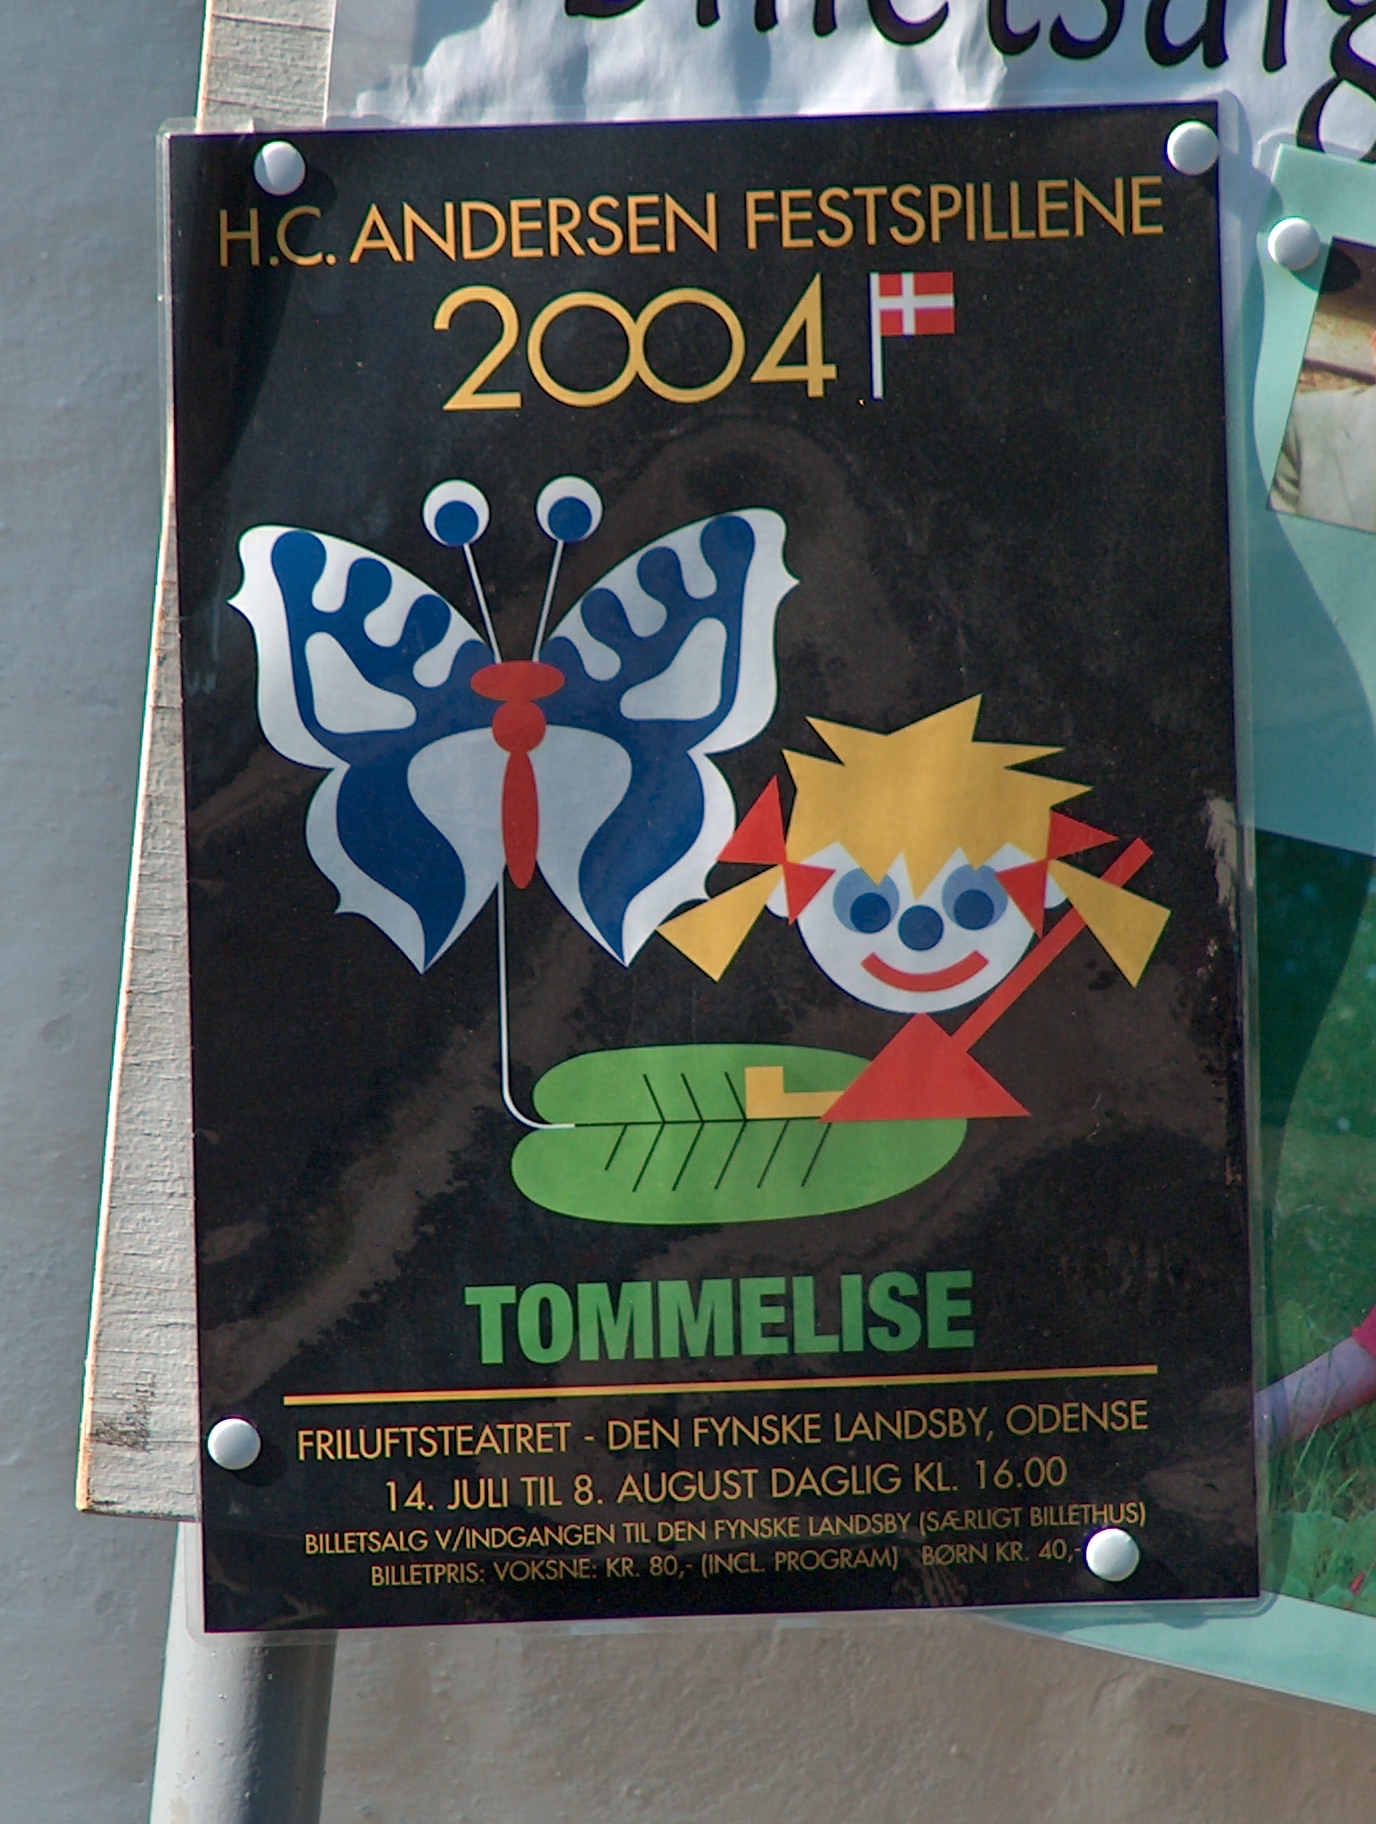 Billetsalg
H.C. ANDERSEN FESTSPILLENE
2004
TOMMELISE
FRILUFTSTEATRET - DEN FYNSKE LANDSBY, ODENSE
14. JULI TIL 8. AUGUST DAGLIG KL. 16.00
BILLETSALG V/INDGANGEN TIL DEN FYNSKE LANDSBY (SÆRLIGT BILLETHUS)
BILLETPRIS: VOKSNE: KR. 80,- (INCL. PROGRAM) BØRN KR. 40,-